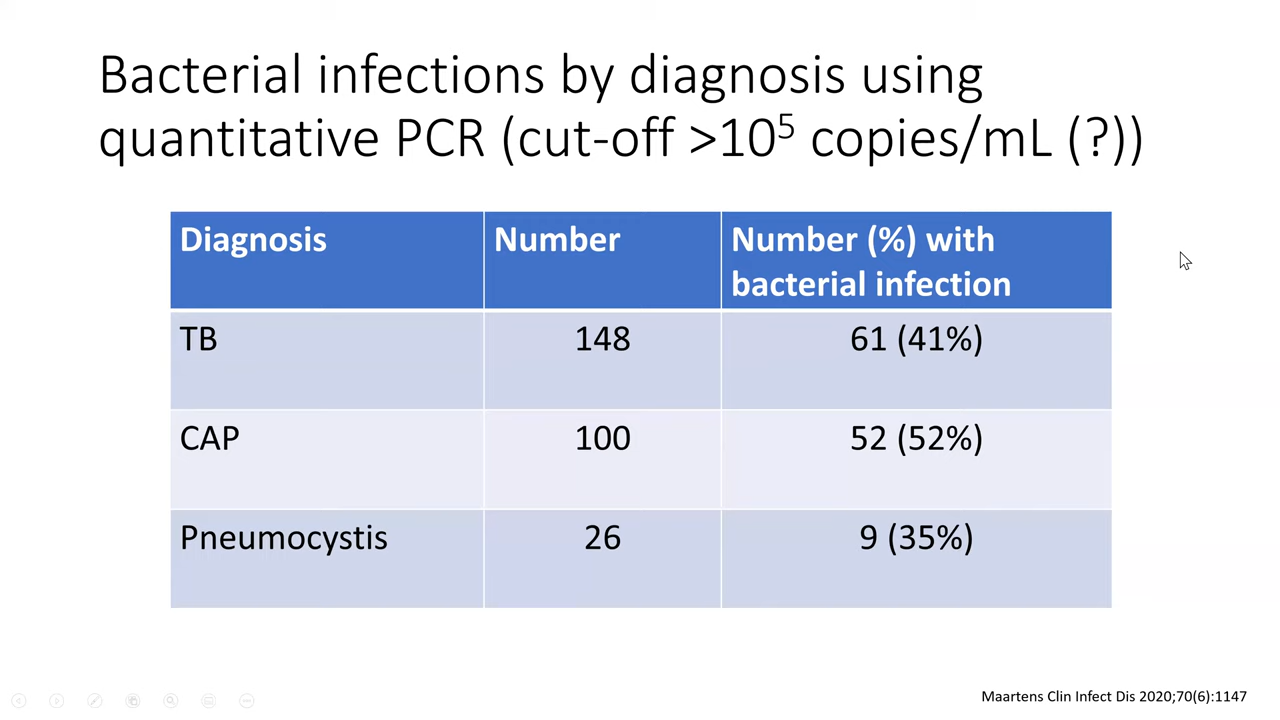 Bacterial infections by diagnosis using
quantitative PCR (cut-off >10⁵ copies/mL (?))
Diagnosis Number Number (%) with
bacterial infection
TB 148 61 (41%)
CAP 100 52 (52%)
Pneumocystis 26 9 (35%)
Maartens Clin Infect Dis 2020;70(6):1147